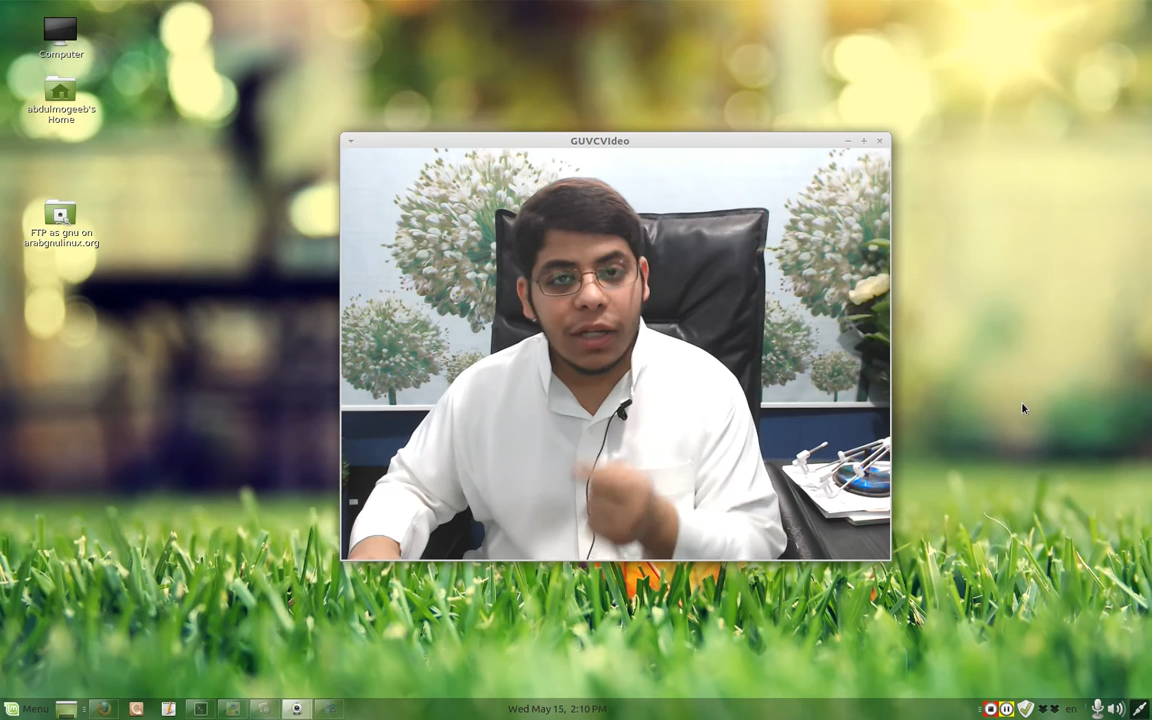 Computer
abdulmogeeb's
Home
FTP as gnu on
arabgnulinux.org
GUVCVIdeo
Menu
Wed May 15, 2:10 PM
en